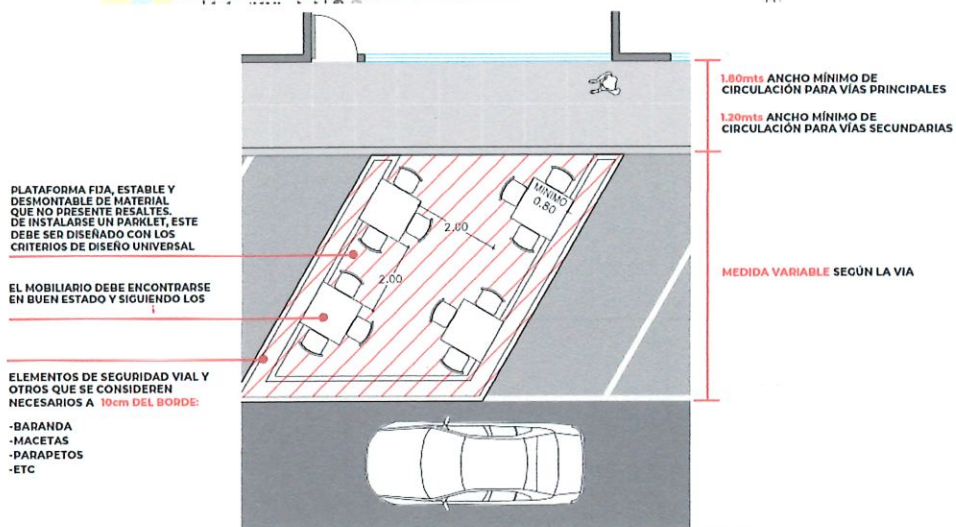 1.80mts ANCHO MÍNIMO DE
CIRCULACIÓN PARA VÍAS PRINCIPALES
1.20mts ANCHO MÍNIMO DE
CIRCULACIÓN PARA VÍAS SECUNDARIAS
PLATAFORMA FIJA, ESTABLE Y
DESMONTABLE DE MATERIAL
QUE NO PRESENTE RESALTES.
DE INSTALARSE UN PARKLET, ESTE
DEBE SER DISEÑADO CON LOS
CRITERIOS DE DISEÑO UNIVERSAL
MÍNIMO
0.80
2.00
2.00
MEDIDA VARIABLE SEGÚN LA VIA
EL MOBILIARIO DEBE ENCONTRARSE
EN BUEN ESTADO Y SIGUIENDO LOS
ELEMENTOS DE SEGURIDAD VIAL Y
OTROS QUE SE CONSIDEREN
NECESARIOS A 10cm DEL BORDE:
-BARANDA
-MACETAS
-PARAPETOS
-ETC